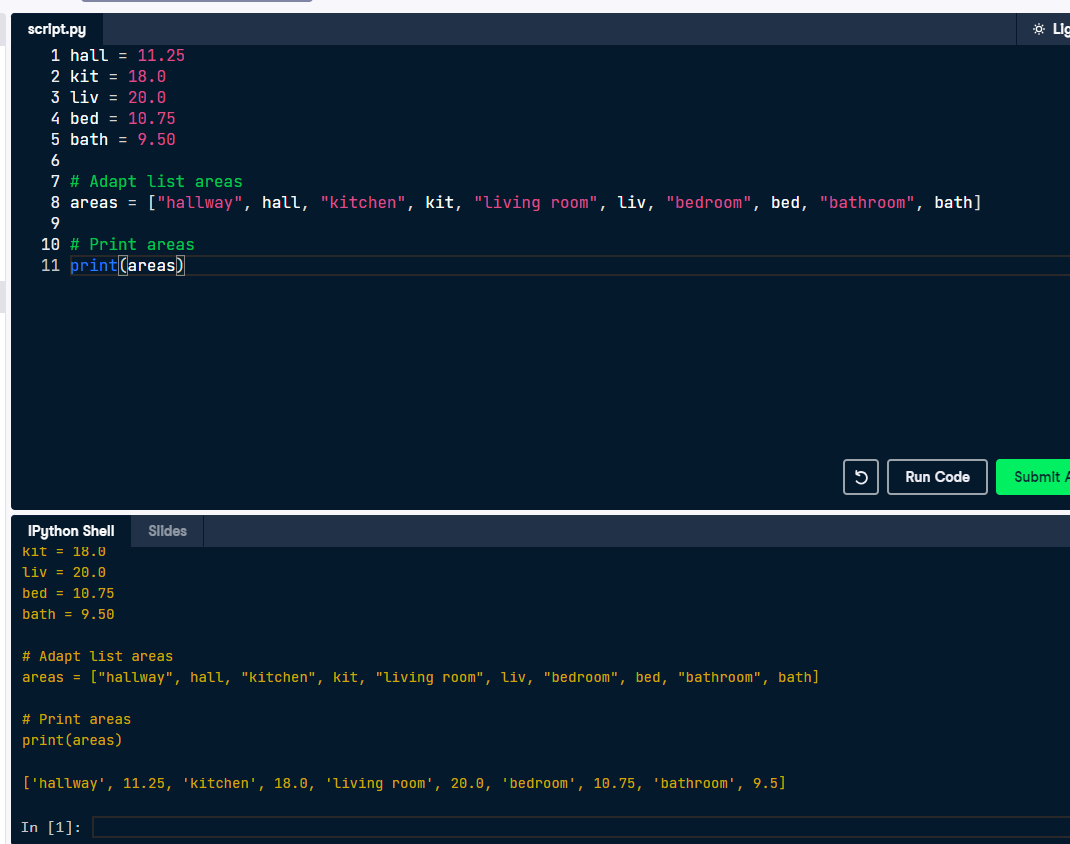 script.py
Lig
1 hall = 11.25
2 kit = 18.0
3 liv = 20.0
4 bed = 10.75
5 bath = 9.50
6
7 # Adapt list areas
8 areas = ["hallway", hall, "kitchen", kit, "living room", liv, "bedroom", bed, "bathroom", bath]
9
10 # Print areas
11 print(areas)
Run Code
Submit A
IPython Shell
Slides
kit = 18.0
liv = 20.0
bed = 10.75
bath = 9.50
# Adapt list areas
areas = ["hallway", hall, "kitchen", kit, "living room", liv, "bedroom", bed, "bathroom", bath]
# Print areas
print(areas)
['hallway', 11.25, 'kitchen', 18.0, 'living room', 20.0, 'bedroom', 10.75, 'bathroom', 9.5]
In [1]: